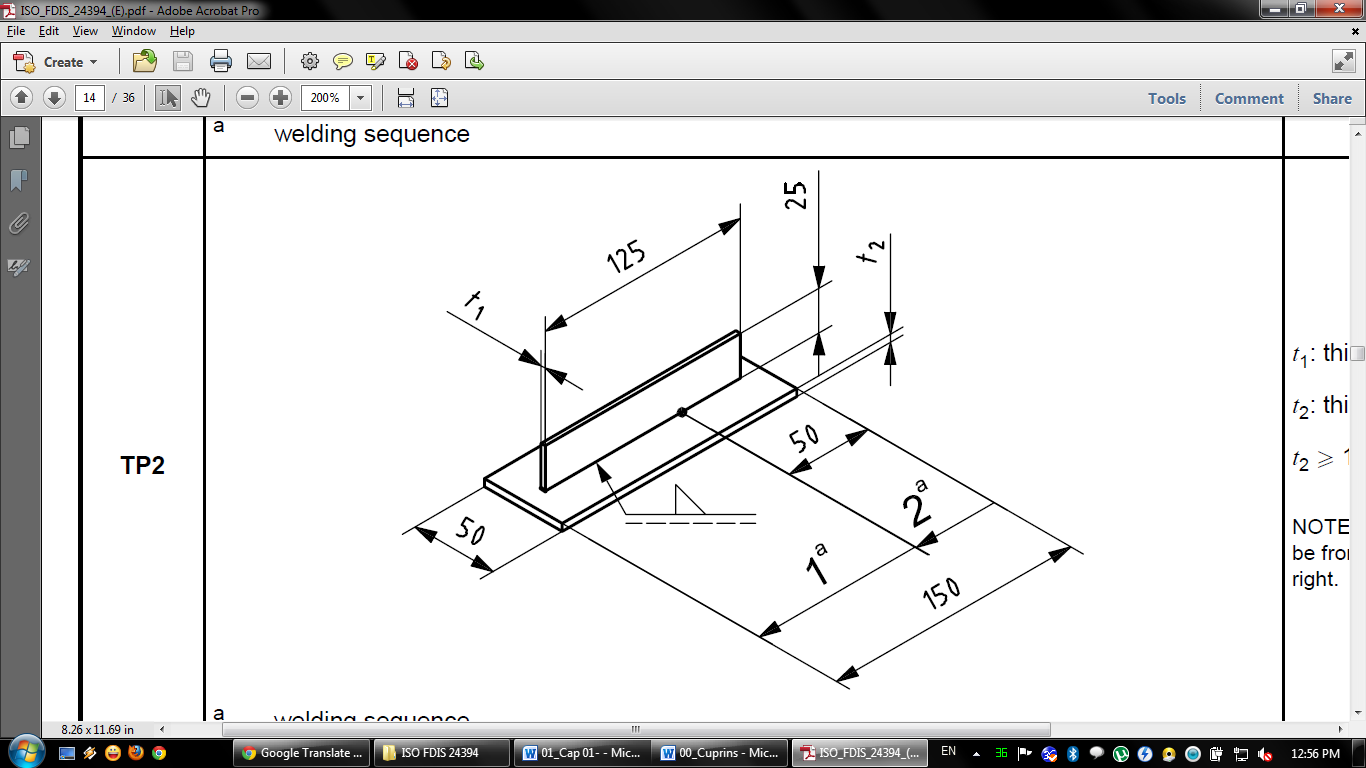 ISO_FDIS_24394_(E).pdf - Adobe Acrobat Pro
File Edit View Window Help
Create
14 / 36 200% Tools Comment Share
a welding sequence
TP2
25
125
t2
t1
50
50
2a
1a
150
t1: thi
t2: thi
t2 ⩾ 1
NOTE
be fro
right.
a welding sequence
8.26 x 11.69 in
Google Translate ... ISO FDIS 24394 01_Cap 01- - Mic... 00_Cuprins - Mic... ISO_FDIS_24394_(... EN 36 12:56 PM